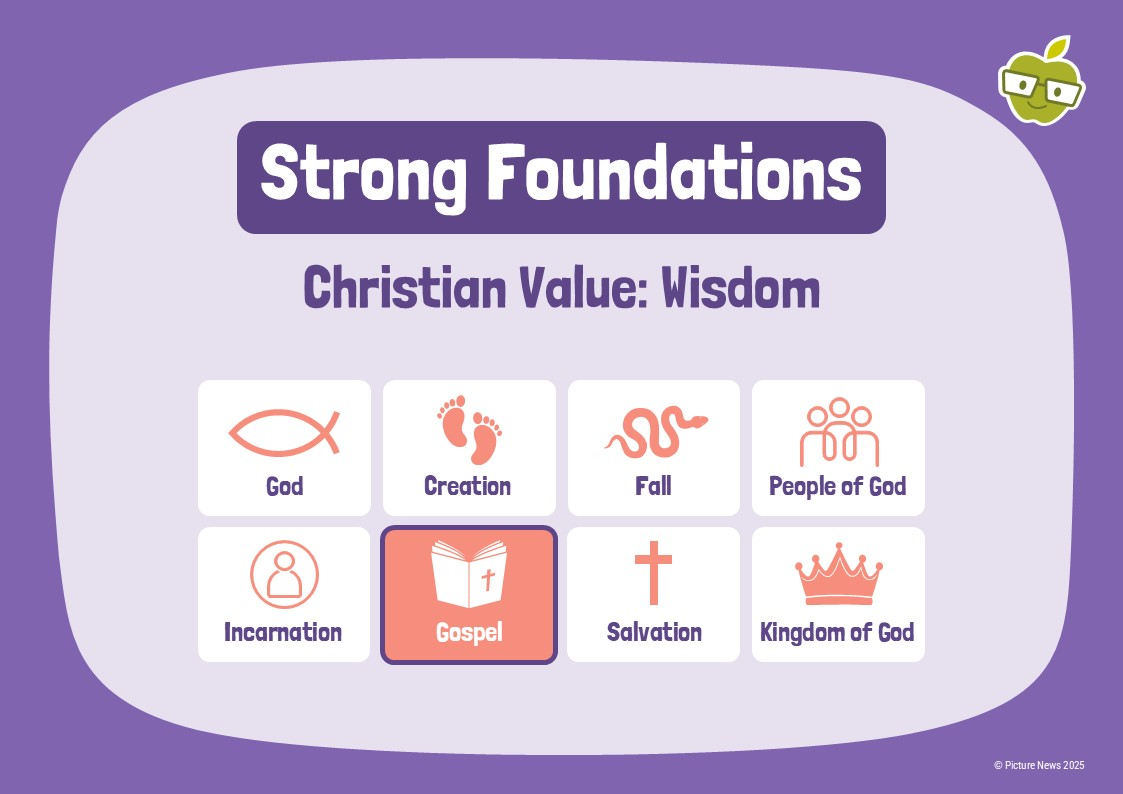 Strong Foundations
Christian Value: Wisdom
God
Creation
Fall
People of God
Incarnation
Gospel
Salvation
Kingdom of God
© Picture News 2025